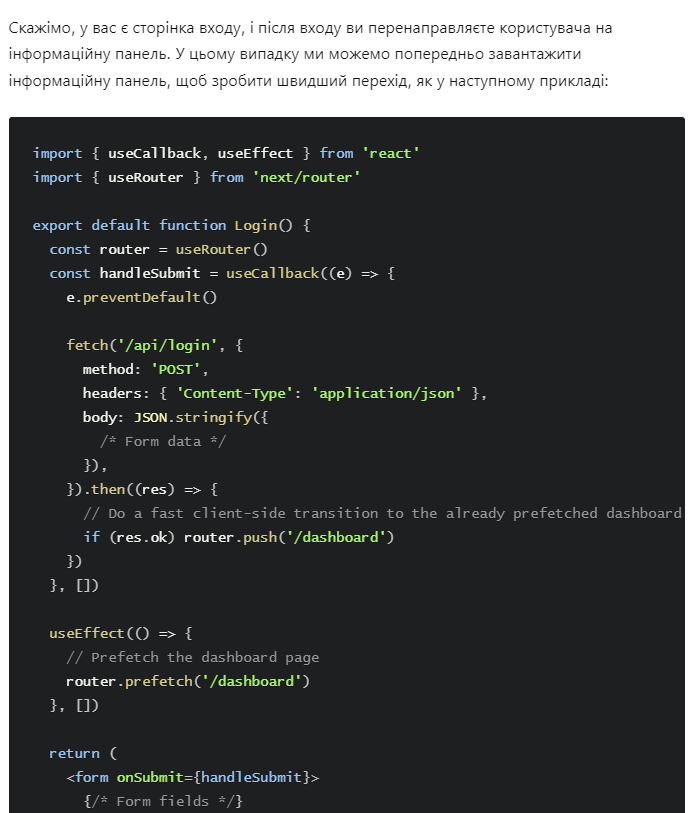 Скажімо, у вас є сторінка входу, і після входу ви перенаправляєте користувача на
інформаційну панель. У цьому випадку ми можемо попередньо завантажити
інформаційну панель, щоб зробити швидший перехід, як у наступному прикладі:
import { useCallback, useEffect } from 'react'
import { useRouter } from 'next/router'
export default function Login() {
  const router = useRouter()
  const handleSubmit = useCallback((e) => {
    e.preventDefault()
    fetch('/api/login', {
      method: 'POST',
      headers: { 'Content-Type': 'application/json' },
      body: JSON.stringify({
        /* Form data */
      }),
    }).then((res) => {
      // Do a fast client-side transition to the already prefetched dashboard
      if (res.ok) router.push('/dashboard')
    })
  }, [])
  useEffect(() => {
    // Prefetch the dashboard page
    router.prefetch('/dashboard')
  }, [])
  return (
    <form onSubmit={handleSubmit}>
      {/* Form fields */}